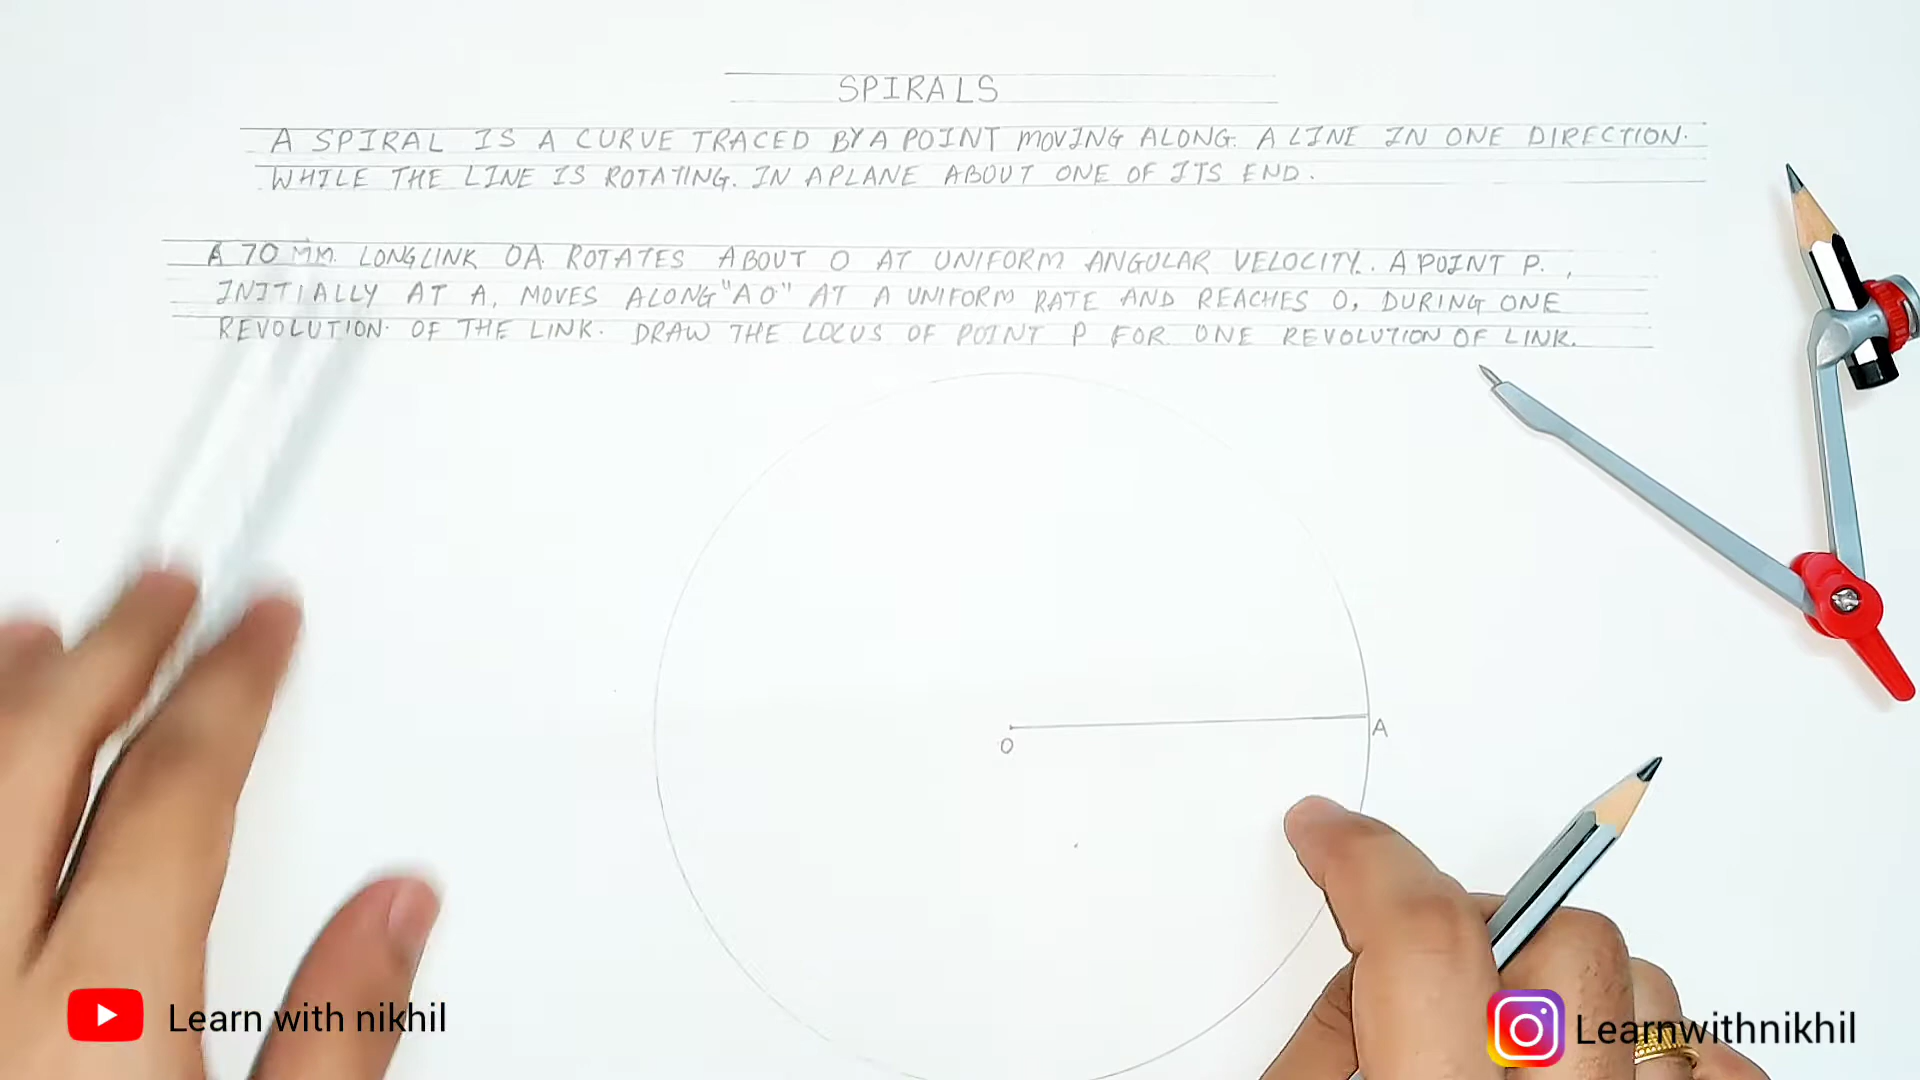 SPIRALS
A SPIRAL IS A CURVE TRACED BY A POINT MOVING ALONG. A LINE IN ONE DIRECTION.
WHILE THE LINE IS ROTATING. IN A PLANE ABOUT ONE OF ITS END.
A 70 MM. LONG LINK OA. ROTATES ABOUT O AT UNIFORM ANGULAR VELOCITY. A POINT P. ,
INITIALLY AT A, MOVES ALONG "AO" AT A UNIFORM RATE AND REACHES O, DURING ONE
REVOLUTION. OF THE LINK. DRAW THE LOCUS OF POINT P FOR ONE REVOLUTION OF LINK.
O
A
Learn with nikhil
Learnwithnikhil